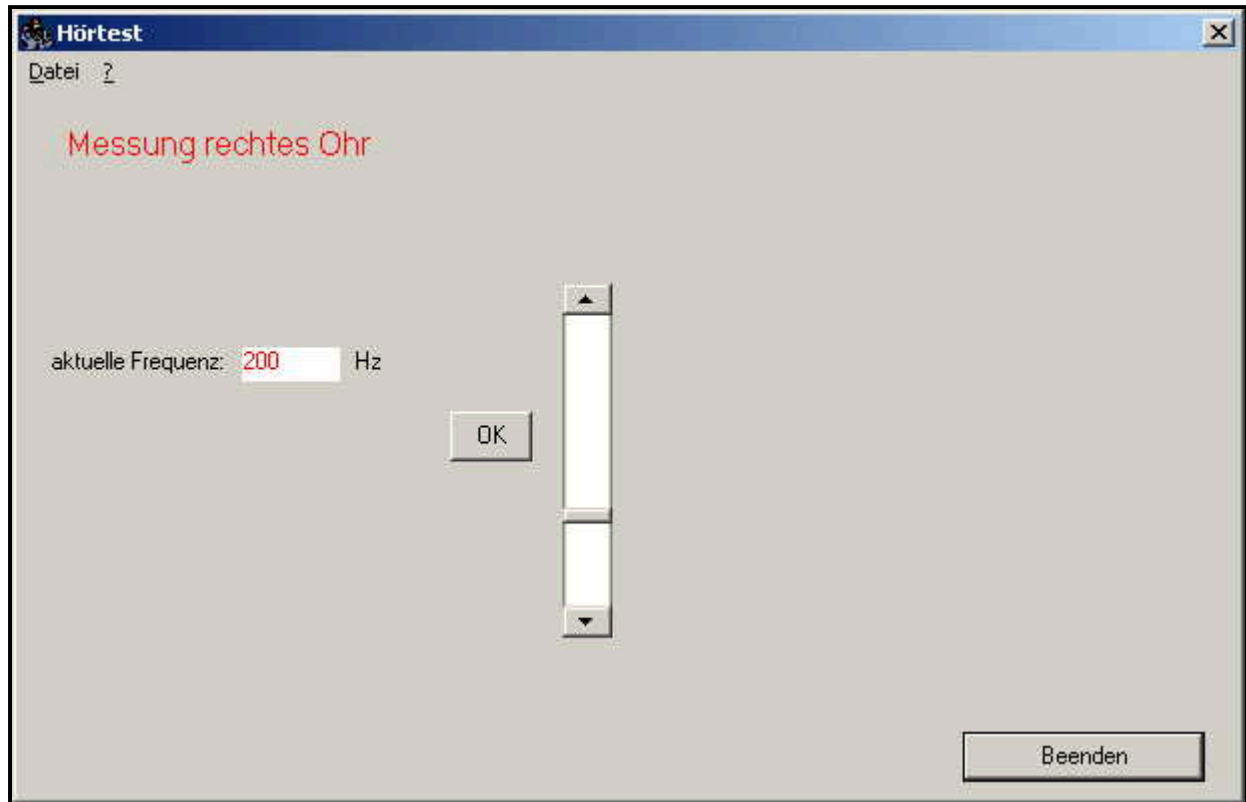 Hörtest
Datei ?
Messung rechtes Ohr
aktuelle Frequenz: 200 Hz
OK
Beenden